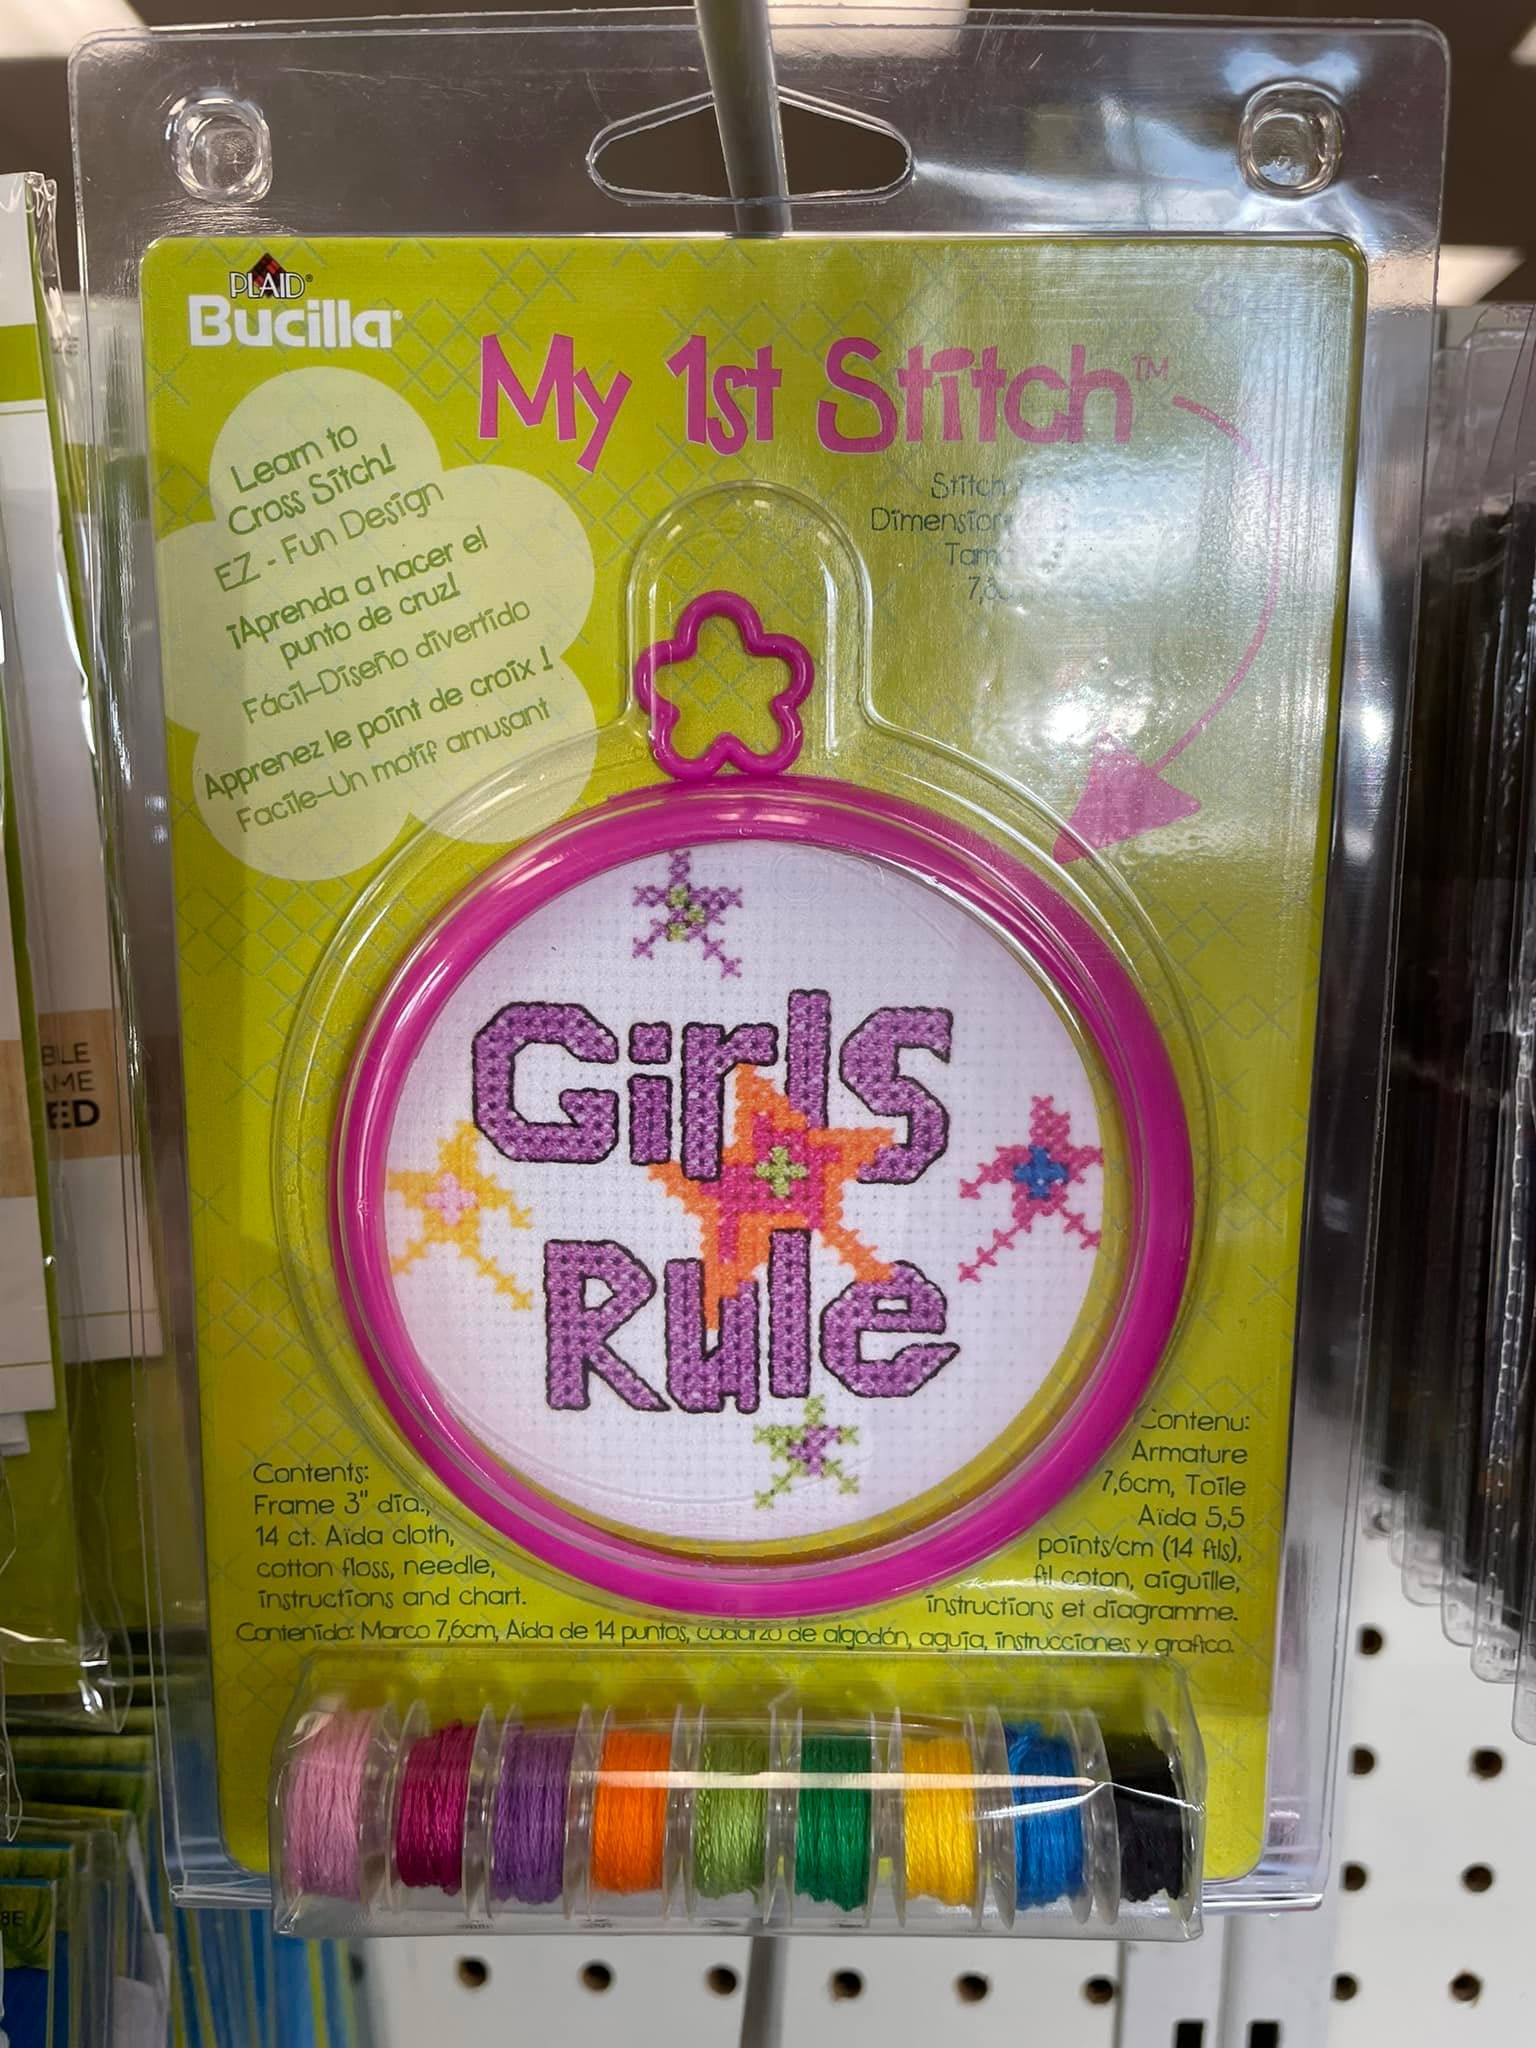 PLAID®
Bucilla®
My 1st Stitch™
Learn to
Cross Stitch!
EZ - Fun Design
¡Aprenda a hacer el
punto de cruz!
Fácil–Diseño divertido
Apprenez le point de croix !
Facile–Un motif amusant
Stitch
Girls
Rule
Contents:
Frame 3" dia.,
14 ct. Aida cloth,
cotton floss, needle,
instructions and chart.
Contenu:
Armature
7,6cm, Toile
Aida 5,5
points/cm (14 fils),
fil coton, aiguille,
instructions et diagramme.
Contenido: Marco 7,6cm, Aida de 14 puntos, cadarzo de algodón, aguja, instrucciones y grafico.
ED